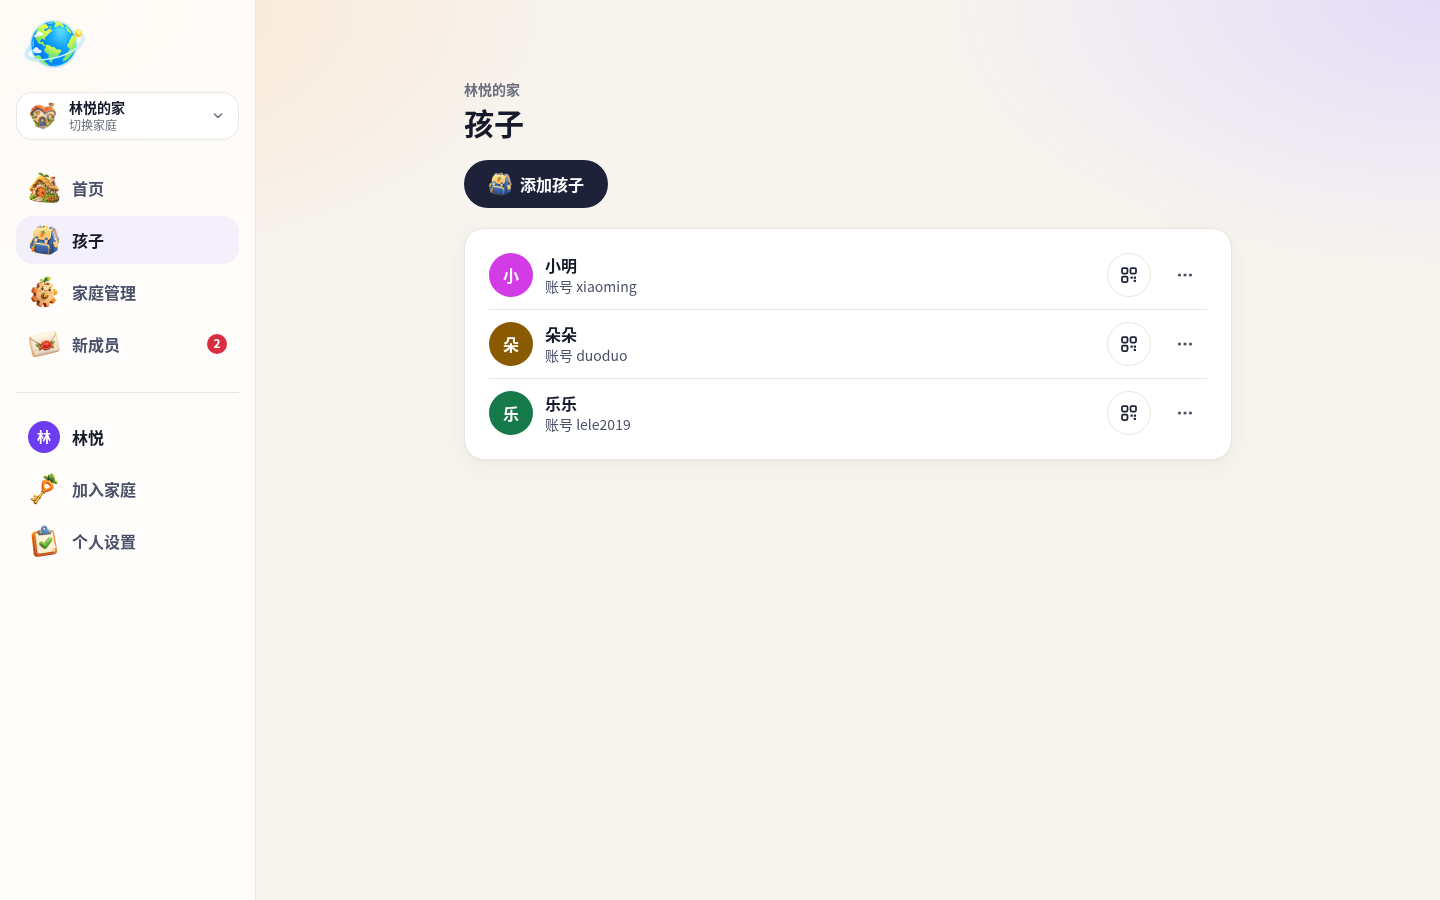 林悦的家
切换家庭
首页
孩子
家庭管理
新成员 2
林 林悦
加入家庭
个人设置
林悦的家
孩子
添加孩子
小 小明
账号 xiaoming
朵 朵朵
账号 duoduo
乐 乐乐
账号 lele2019